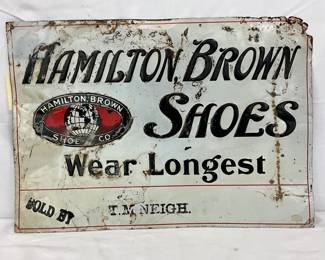 HAMILTON, BROWN
SHOES
HAMILTON, BROWN
SHOE CO.
Wear Longest
SOLD BY
T.M. NEIGH.